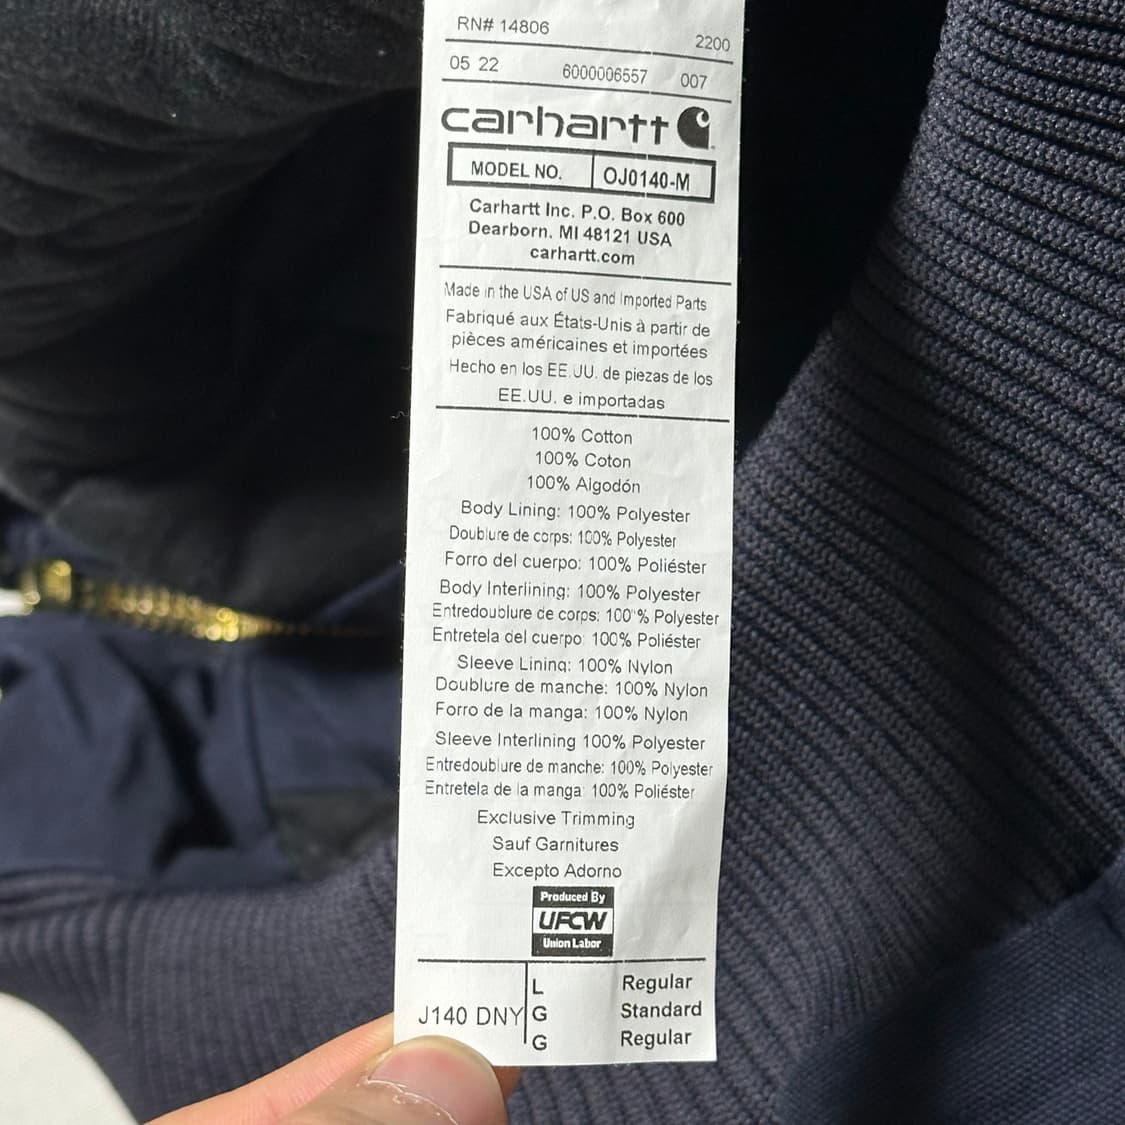 RN# 14806
2200
05 22 6000006557 007
carhartt
MODEL NO. OJ0140-M
Carhartt Inc. P.O. Box 600
Dearborn. MI 48121 USA
carhartt.com
Made in the USA of US and Imported Parts
Fabriqué aux États-Unis à partir de
pièces américaines et importées
Hecho en los EE.JU. de piezas de los
EE.UU. e importadas
100% Cotton
100% Coton
100% Algodón
Body Lining: 100% Polyester
Doublure de corps: 100% Polyester
Forro del cuerpo: 100% Poliéster
Body Interlining: 100% Polyester
Entredoublure de corps: 100% Polyester
Entretela del cuerpo: 100% Poliéster
Sleeve Lining: 100% Nylon
Doublure de manche: 100% Nylon
Forro de la manga: 100% Nylon
Sleeve Interlining 100% Polyester
Entredoublure de manche: 100% Polyester
Entretela de la manga: 100% Poliéster
Exclusive Trimming
Sauf Garnitures
Excepto Adorno
Produced By
UFCW
Union Labor
L Regular
J140 DNY G Standard
G Regular